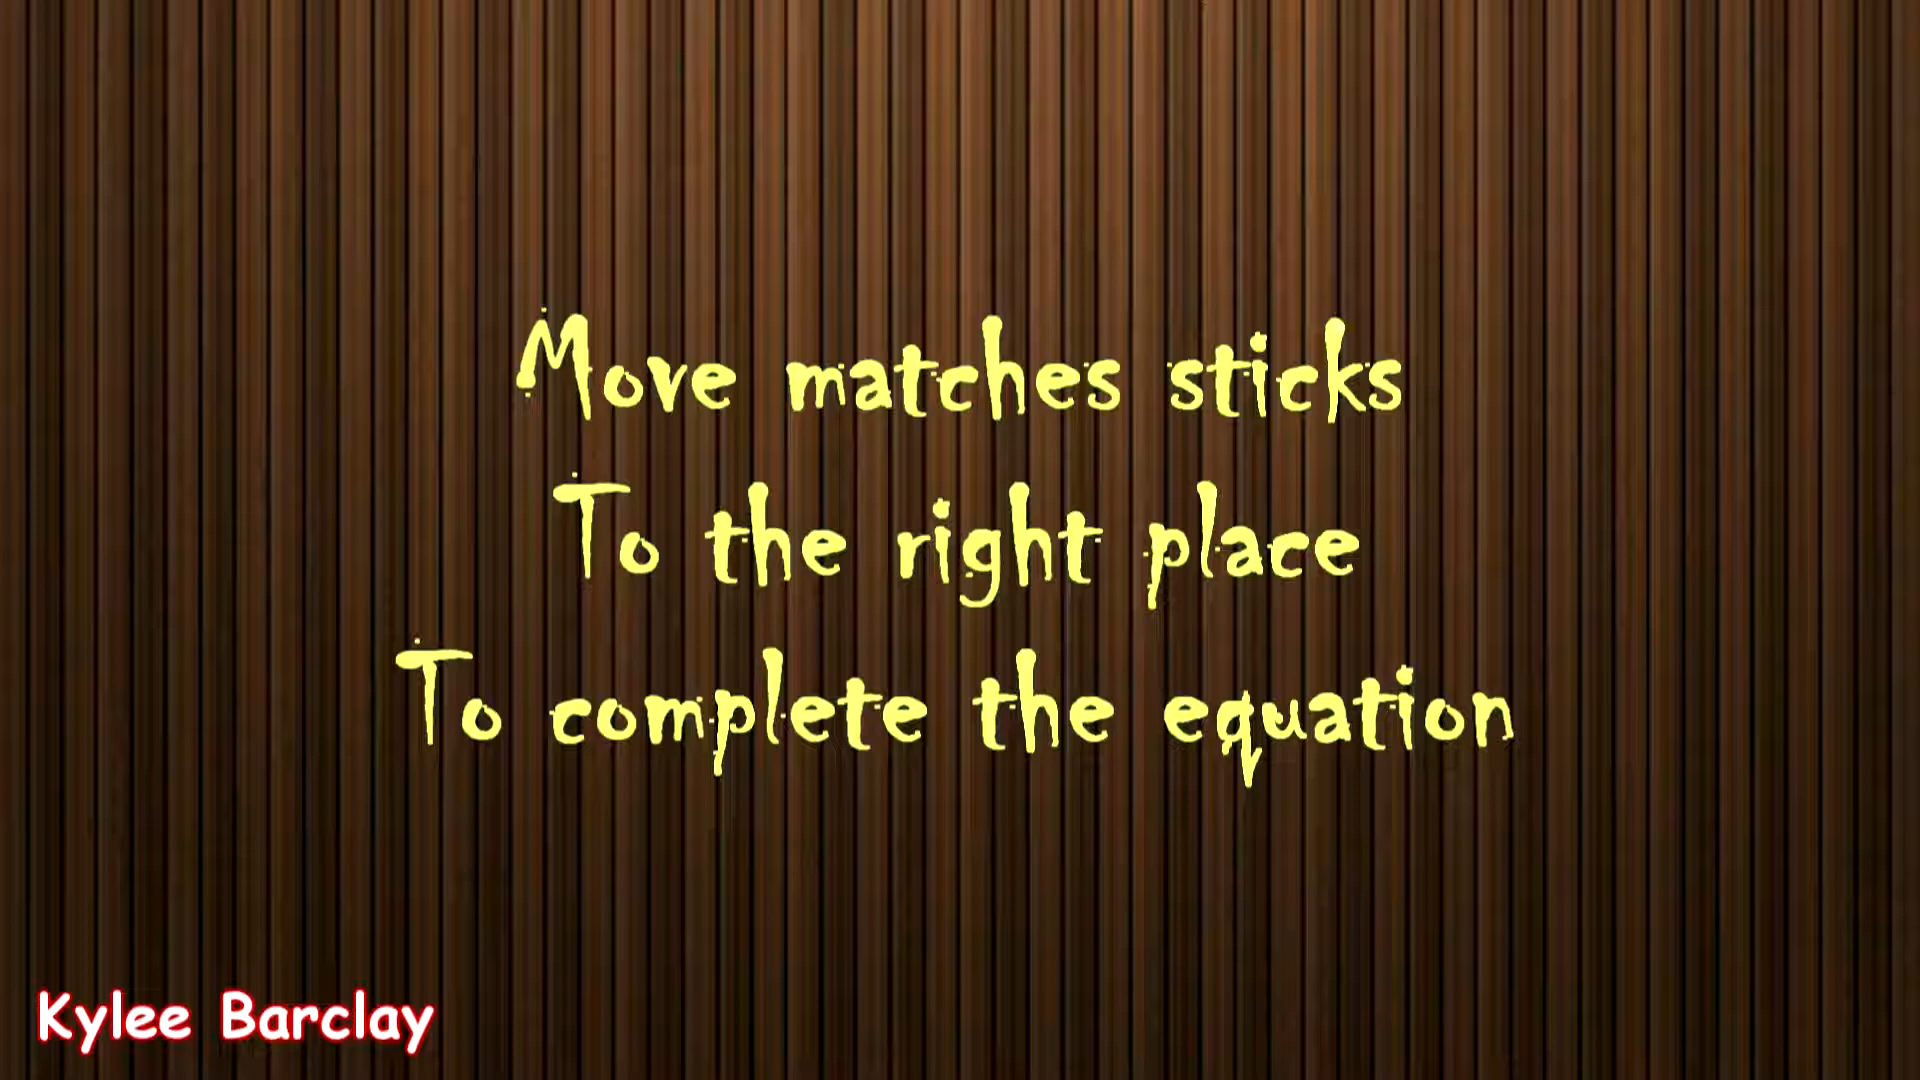 Move matches sticks
To the right place
To complete the equation
Kylee Barclay